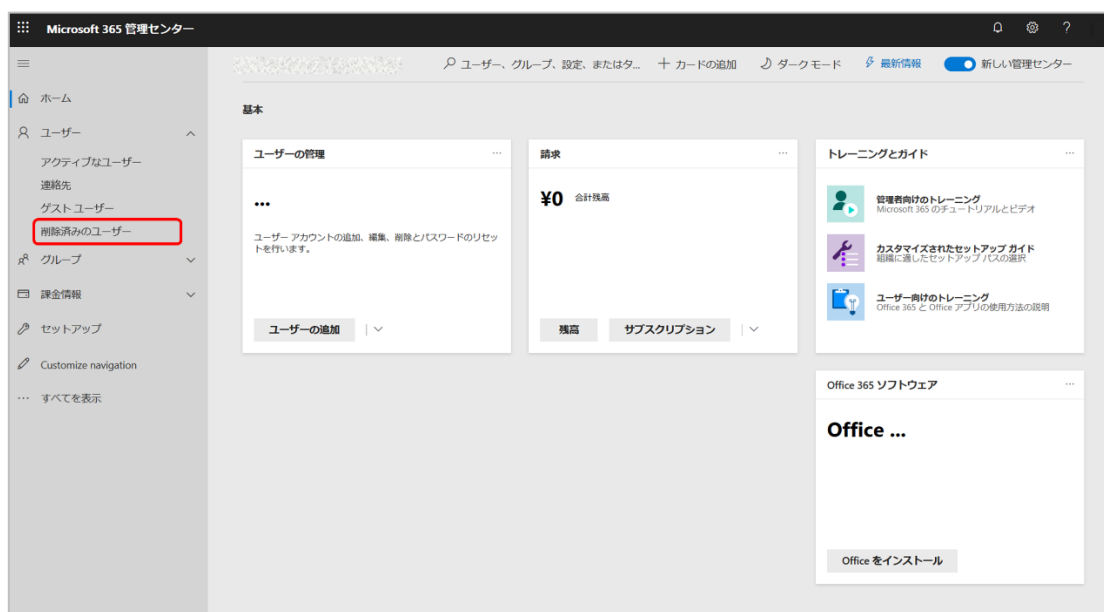 Microsoft 365 管理センター
ユーザー、グループ、設定、またはタ...
カードの追加
ダーク モード
最新情報
新しい管理センター
ホーム
ユーザー
アクティブなユーザー
連絡先
ゲスト ユーザー
削除済みのユーザー
グループ
課金情報
セットアップ
Customize navigation
すべてを表示
基本
ユーザーの管理
...
ユーザー アカウントの追加、編集、削除とパスワードのリセッ
トを行います。
ユーザーの追加
請求
¥0 合計残高
残高
サブスクリプション
トレーニングとガイド
管理者向けのトレーニング
Microsoft 365 のチュートリアルとビデオ
カスタマイズされたセットアップ ガイド
組織に適したセットアップ パスの選択
ユーザー向けのトレーニング
Office 365 と Office アプリの使用方法の説明
Office 365 ソフトウェア
Office ...
Office をインストール